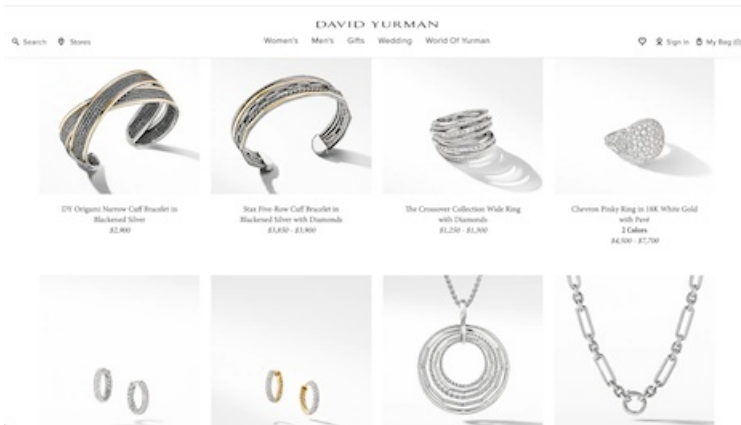 DAVID YURMAN
Search Stores
Women's Men's Gifts Wedding World Of Yurman
Sign in My Bag (0)
DY Origami Narrow Cuff Bracelet in
Blackened Silver
$2,900
Stax Five-Row Cuff Bracelet in
Blackened Silver with Diamonds
$3,850 - $3,900
The Crossover Collection Wide Ring
with Diamonds
$1,250 - $1,300
Chevron Pinky Ring in 18K White Gold
with Pavé
2 Colors
$4,500 - $7,700